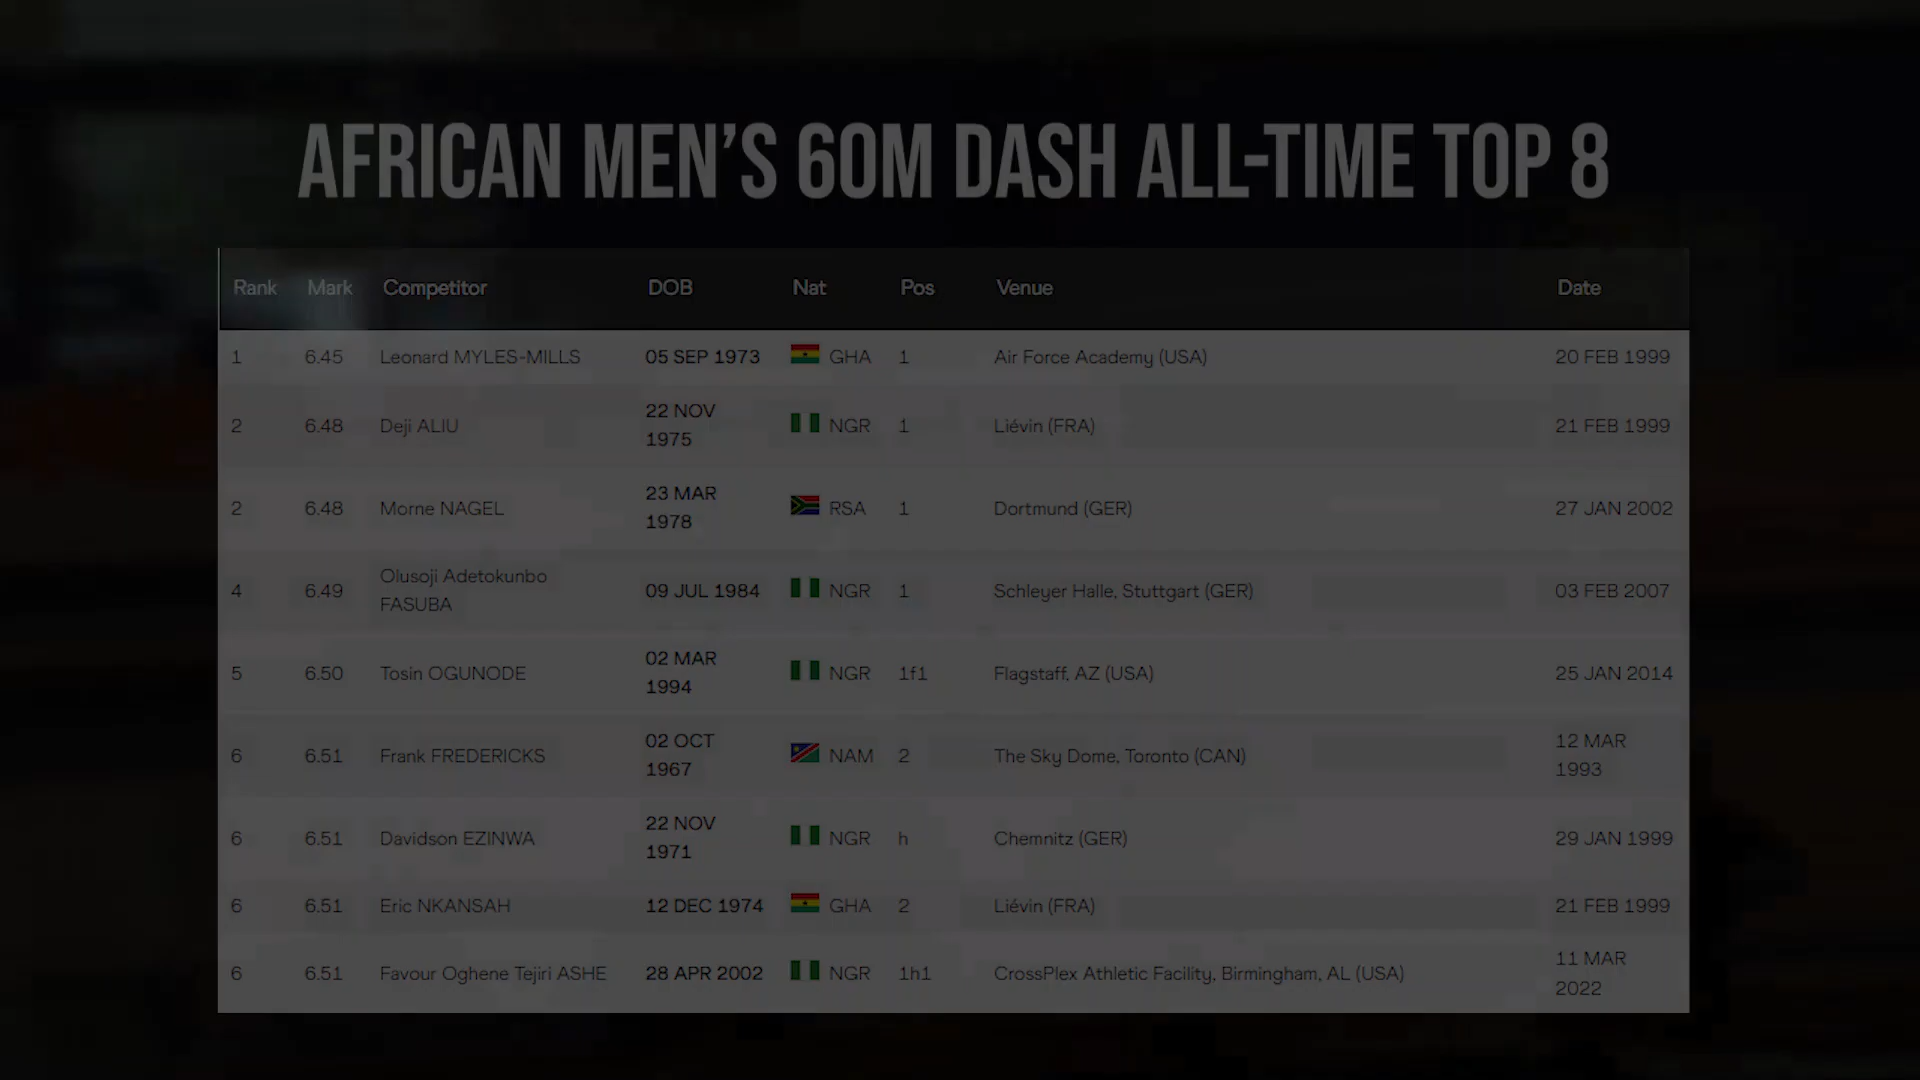 AFRICAN MEN'S 60M DASH ALL-TIME TOP 8
Rank Mark Competitor DOB Nat Pos Venue Date
1 6.45 Leonard MYLES-MILLS 05 SEP 1973 GHA 1 Air Force Academy (USA) 20 FEB 1999
2 6.48 Deji ALIU 22 NOV 1975 NGR 1 Liévin (FRA) 21 FEB 1999
2 6.48 Morne NAGEL 23 MAR 1978 RSA 1 Dortmund (GER) 27 JAN 2002
4 6.49 Olusoji Adetokunbo FASUBA 09 JUL 1984 NGR 1 Schleyer Halle, Stuttgart (GER) 03 FEB 2007
5 6.50 Tosin OGUNODE 02 MAR 1994 NGR 1f1 Flagstaff, AZ (USA) 25 JAN 2014
6 6.51 Frank FREDERICKS 02 OCT 1967 NAM 2 The Sky Dome, Toronto (CAN) 12 MAR 1993
6 6.51 Davidson EZINWA 22 NOV 1971 NGR h Chemnitz (GER) 29 JAN 1999
6 6.51 Eric NKANSAH 12 DEC 1974 GHA 2 Liévin (FRA) 21 FEB 1999
6 6.51 Favour Oghene Tejiri ASHE 28 APR 2002 NGR 1h1 CrossPlex Athletic Facility, Birmingham, AL (USA) 11 MAR 2022